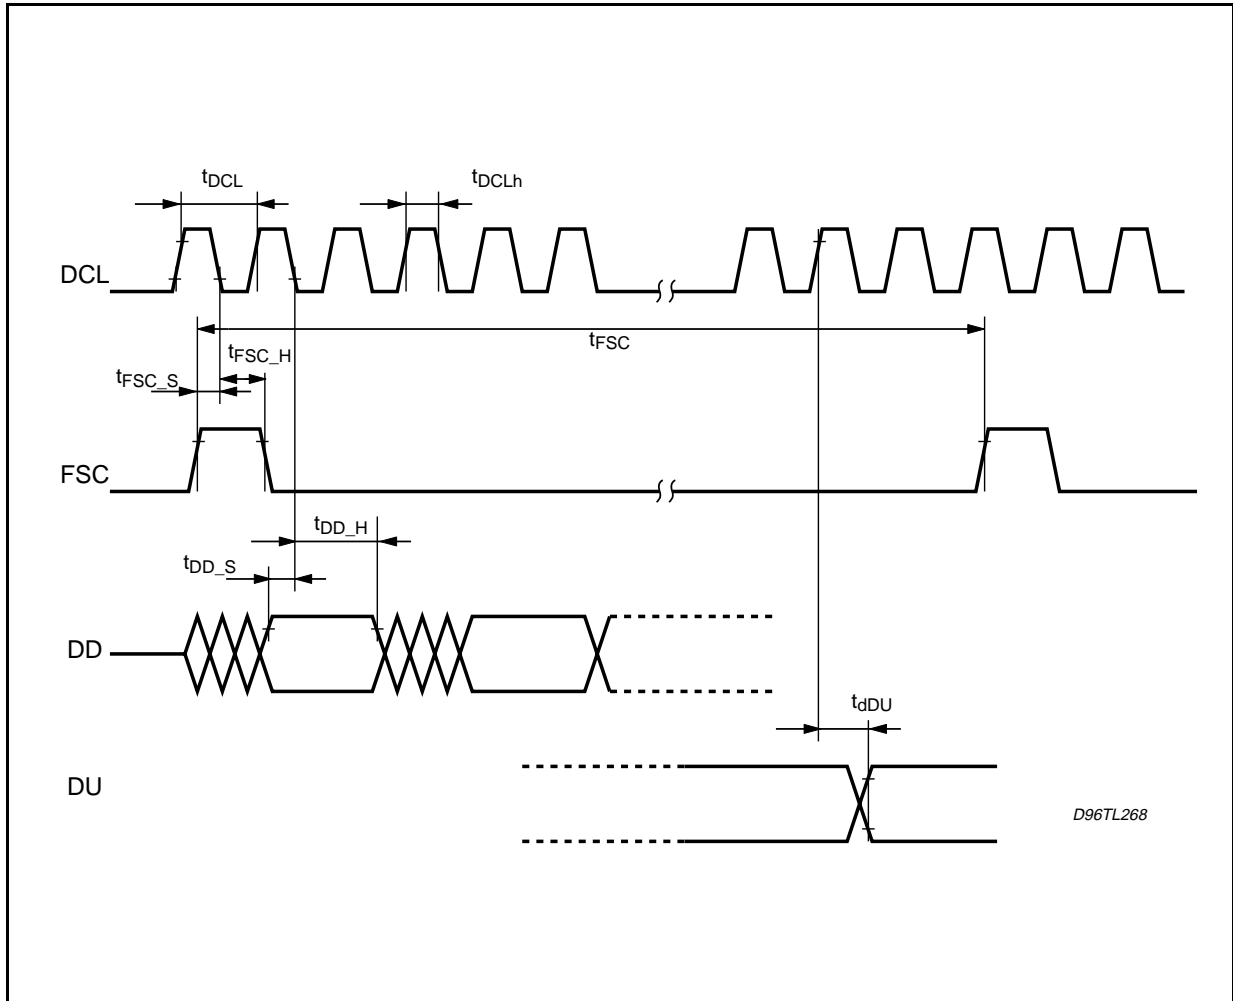 tDCL
tDCLh
DCL
tFSC
tFSC_H
tFSC_S
FSC
tDD_H
tDD_S
DD
tdDU
DU
D96TL268